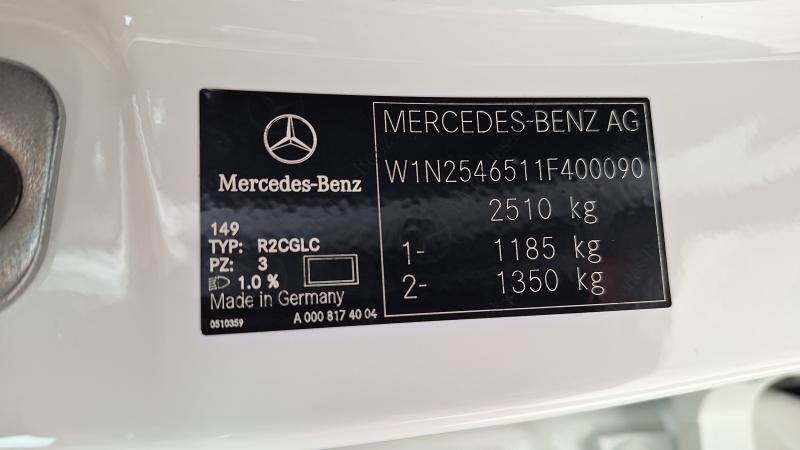 Mercedes-Benz
149
TYP: R2CGLC
PZ: 3
1.0 %
Made in Germany
0510359 A 000 817 40 04
MERCEDES-BENZ AG
W1N2546511F400090
2510 kg
1- 1185 kg
2- 1350 kg